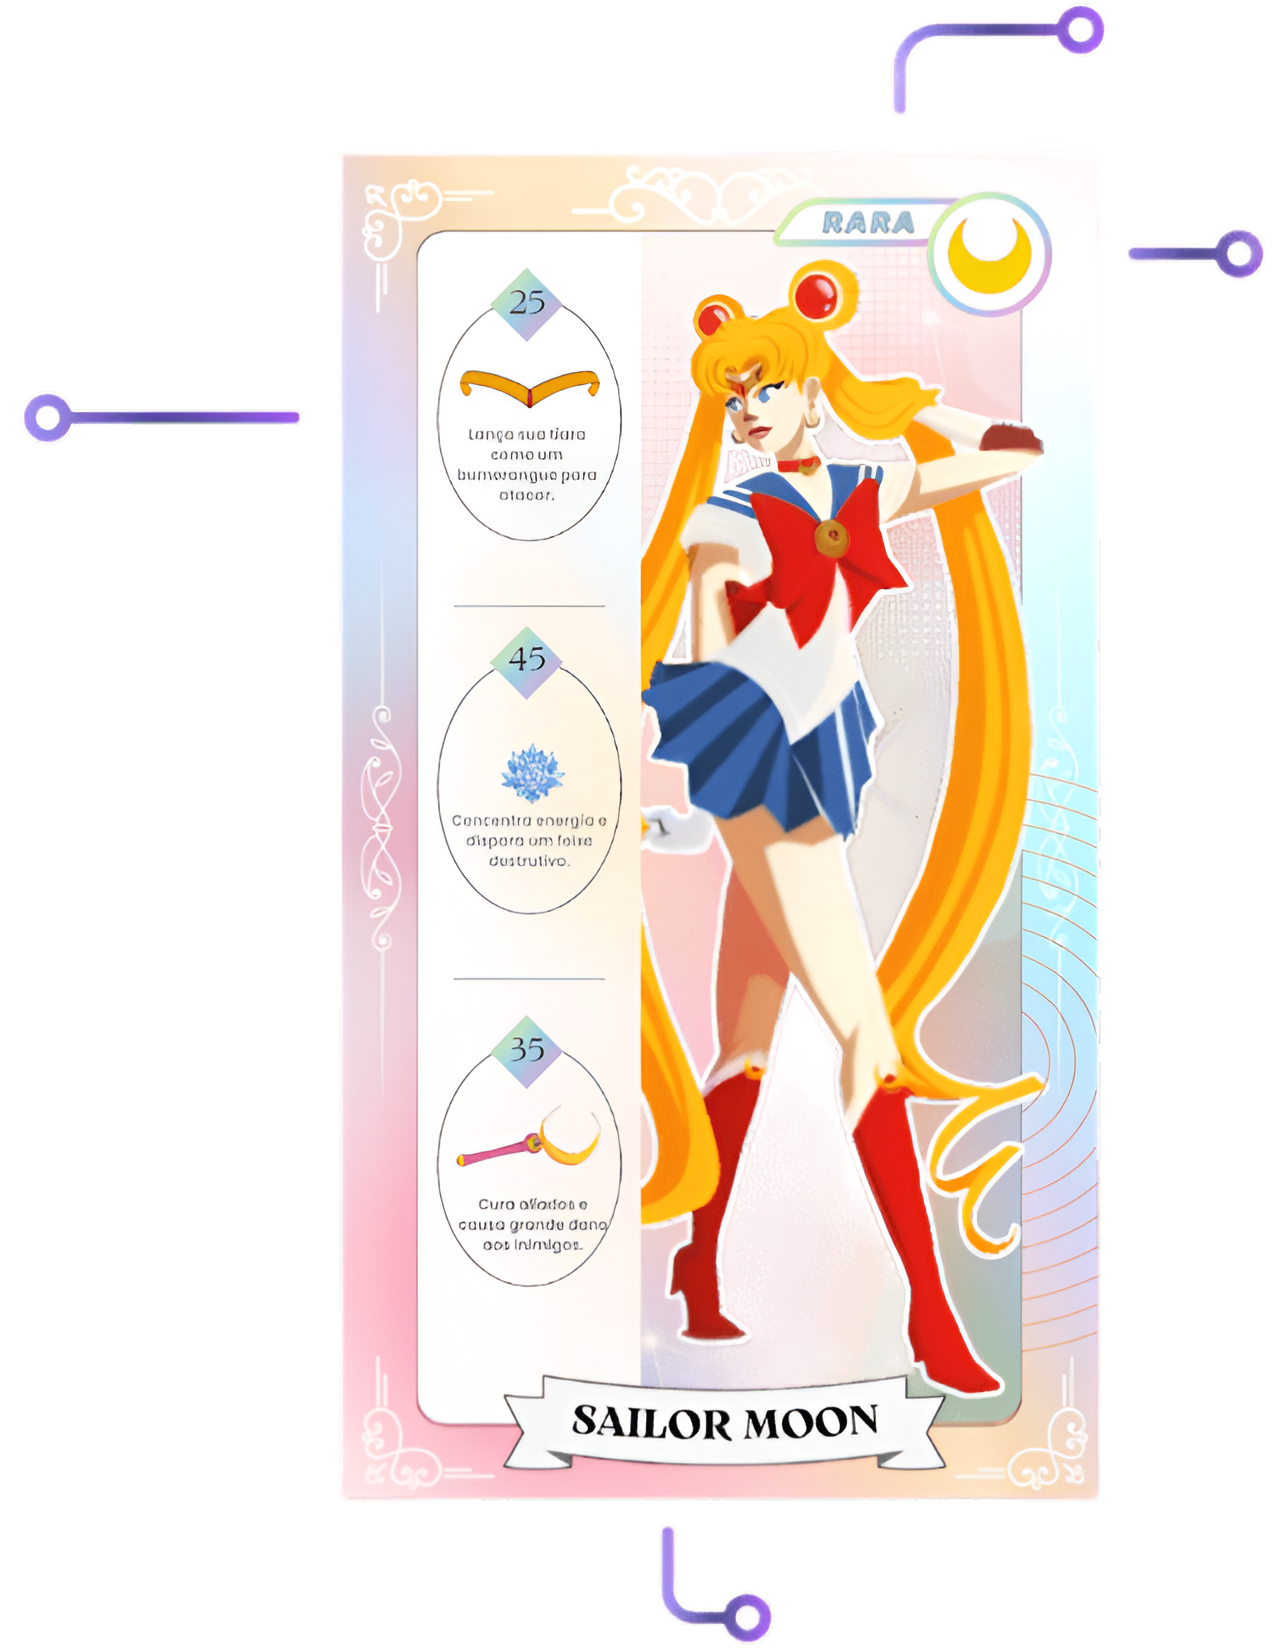 RARA
25
Lança sua tiara
como um
bumerangue para
atacar.
45
Concentra energia e
dispara um feixe
destrutivo.
35
Cura aliados e
causa grande dano
aos inimigos.
SAILOR MOON